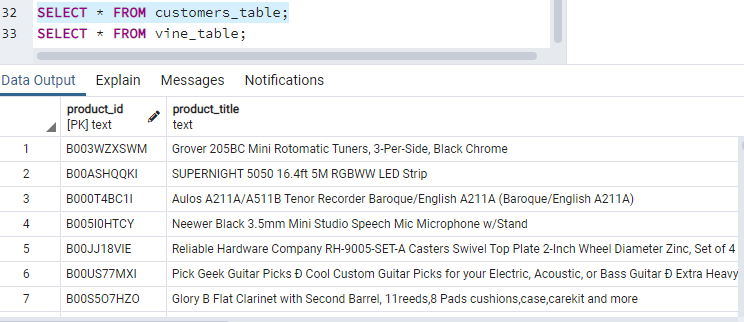 32 SELECT * FROM customers_table;
33 SELECT * FROM vine_table;
Data Output Explain Messages Notifications
product_id product_title
[PK] text text
1 B003WZXSWM Grover 205BC Mini Rotomatic Tuners, 3-Per-Side, Black Chrome
2 B00ASHQQKI SUPERNIGHT 5050 16.4ft 5M RGBWW LED Strip
3 B000T4BC1I Aulos A211A/A511B Tenor Recorder Baroque/English A211A (Baroque/English A211A)
4 B005I0HTCY Neewer Black 3.5mm Mini Studio Speech Mic Microphone w/Stand
5 B00JJ18VIE Reliable Hardware Company RH-9005-SET-A Casters Swivel Top Plate 2-Inch Wheel Diameter Zinc, Set of 4
6 B00US77MXI Pick Geek Guitar Picks Ð Cool Custom Guitar Picks for your Electric, Acoustic, or Bass Guitar Ð Extra Heavy
7 B00S5O7HZO Glory B Flat Clarinet with Second Barrel, 11reeds,8 Pads cushions,case,carekit and more